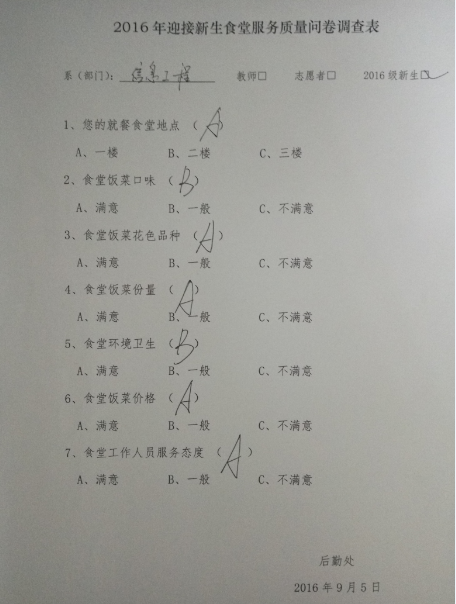 2016年迎接新生食堂服务质量问卷调查表
系（部门）：信息工程 教师□ 志愿者□ 2016级新生☑
1、您的就餐食堂地点（A）
A、一楼 B、二楼 C、三楼
2、食堂饭菜口味（B）
A、满意 B、一般 C、不满意
3、食堂饭菜花色品种（A）
A、满意 B、一般 C、不满意
4、食堂饭菜份量（A）
A、满意 B、一般 C、不满意
5、食堂环境卫生（B）
A、满意 B、一般 C、不满意
6、食堂饭菜价格（A）
A、满意 B、一般 C、不满意
7、食堂工作人员服务态度（A）
A、满意 B、一般 C、不满意
后勤处
2016年9月5日